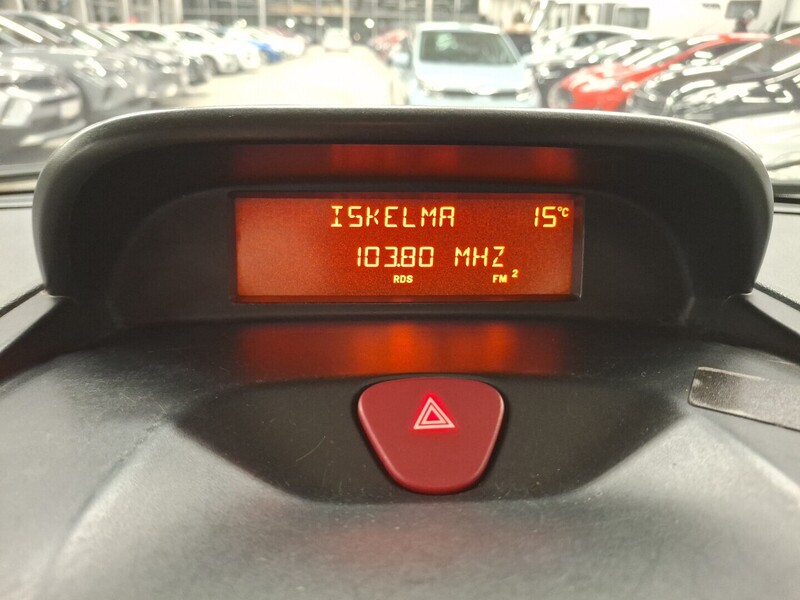 ISKELMA 15°C
103.80 MHZ
RDS FM 2